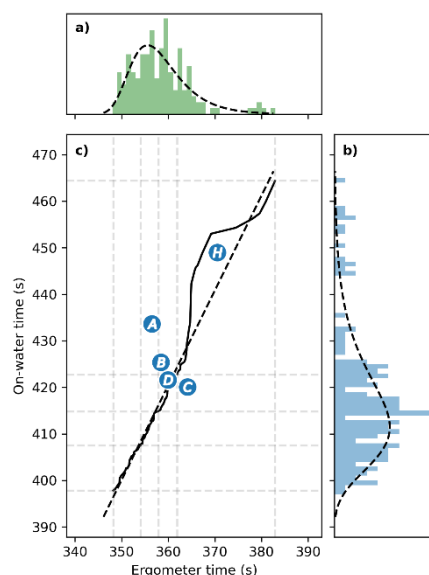 a)
c)
b)
470
460
450
440
430
420
410
400
390
On-water time (s)
H
A
B
D
C
340 350 360 370 380 390
Ergometer time (s)